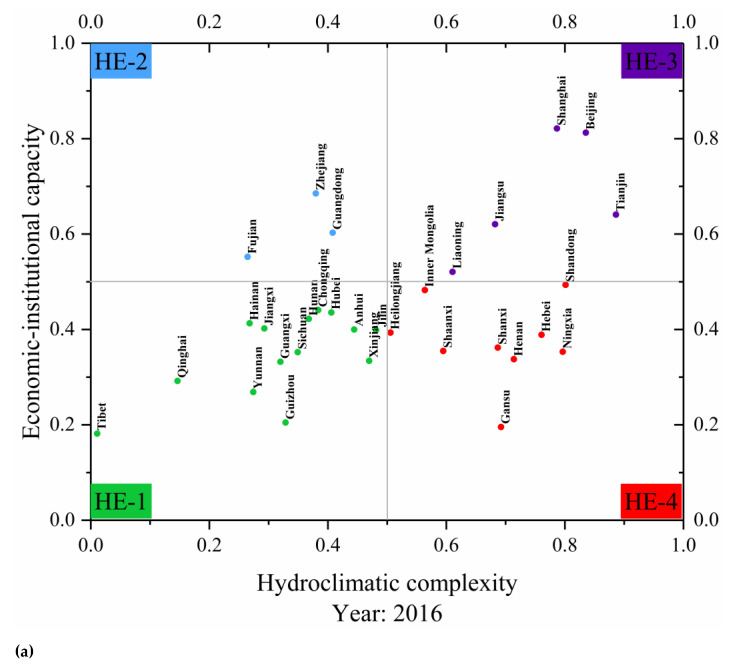 0.0 0.2 0.4 0.6 0.8 1.0
1.0 HE-2 HE-3 1.0
Shanghai
Beijing
0.8 0.8
Zhejiang
Tianjin
Guangdong
Jiangsu
Fujian
0.6 0.6
Liaoning
Inner Mongolia
Shandong
Chongqing
Hubei
Hunan
Hainan
Jiangxi
Anhui
Jilin
Heilongjiang
0.4 0.4
Hebei
Ningxia
Shanxi
Henan
Shaanxi
Xinjiang
Sichuan
Guangxi
Qinghai
Yunnan
Guizhou
Gansu
Tibet
0.2 0.2
HE-1 HE-4
0.0 0.0
0.0 0.2 0.4 0.6 0.8 1.0
Economic-institutional capacity
Hydroclimatic complexity
Year: 2016
(a)